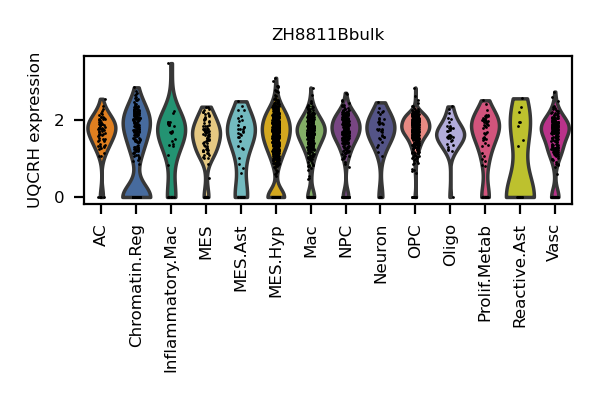 ZH8811Bbulk
UQCRH expression
2
0
AC
Chromatin.Reg
Inflammatory.Mac
MES
MES.Ast
MES.Hyp
Mac
NPC
Neuron
OPC
Oligo
Prolif.Metab
Reactive.Ast
Vasc